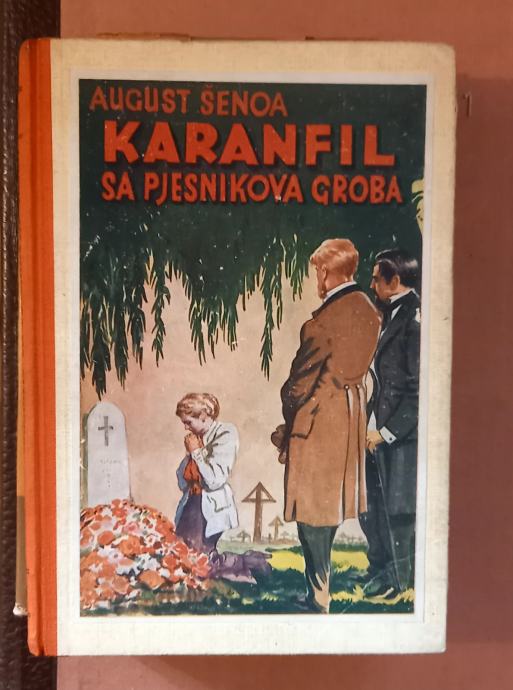 AUGUST ŠENOA
KARANFIL
SA PJESNIKOVA GROBA